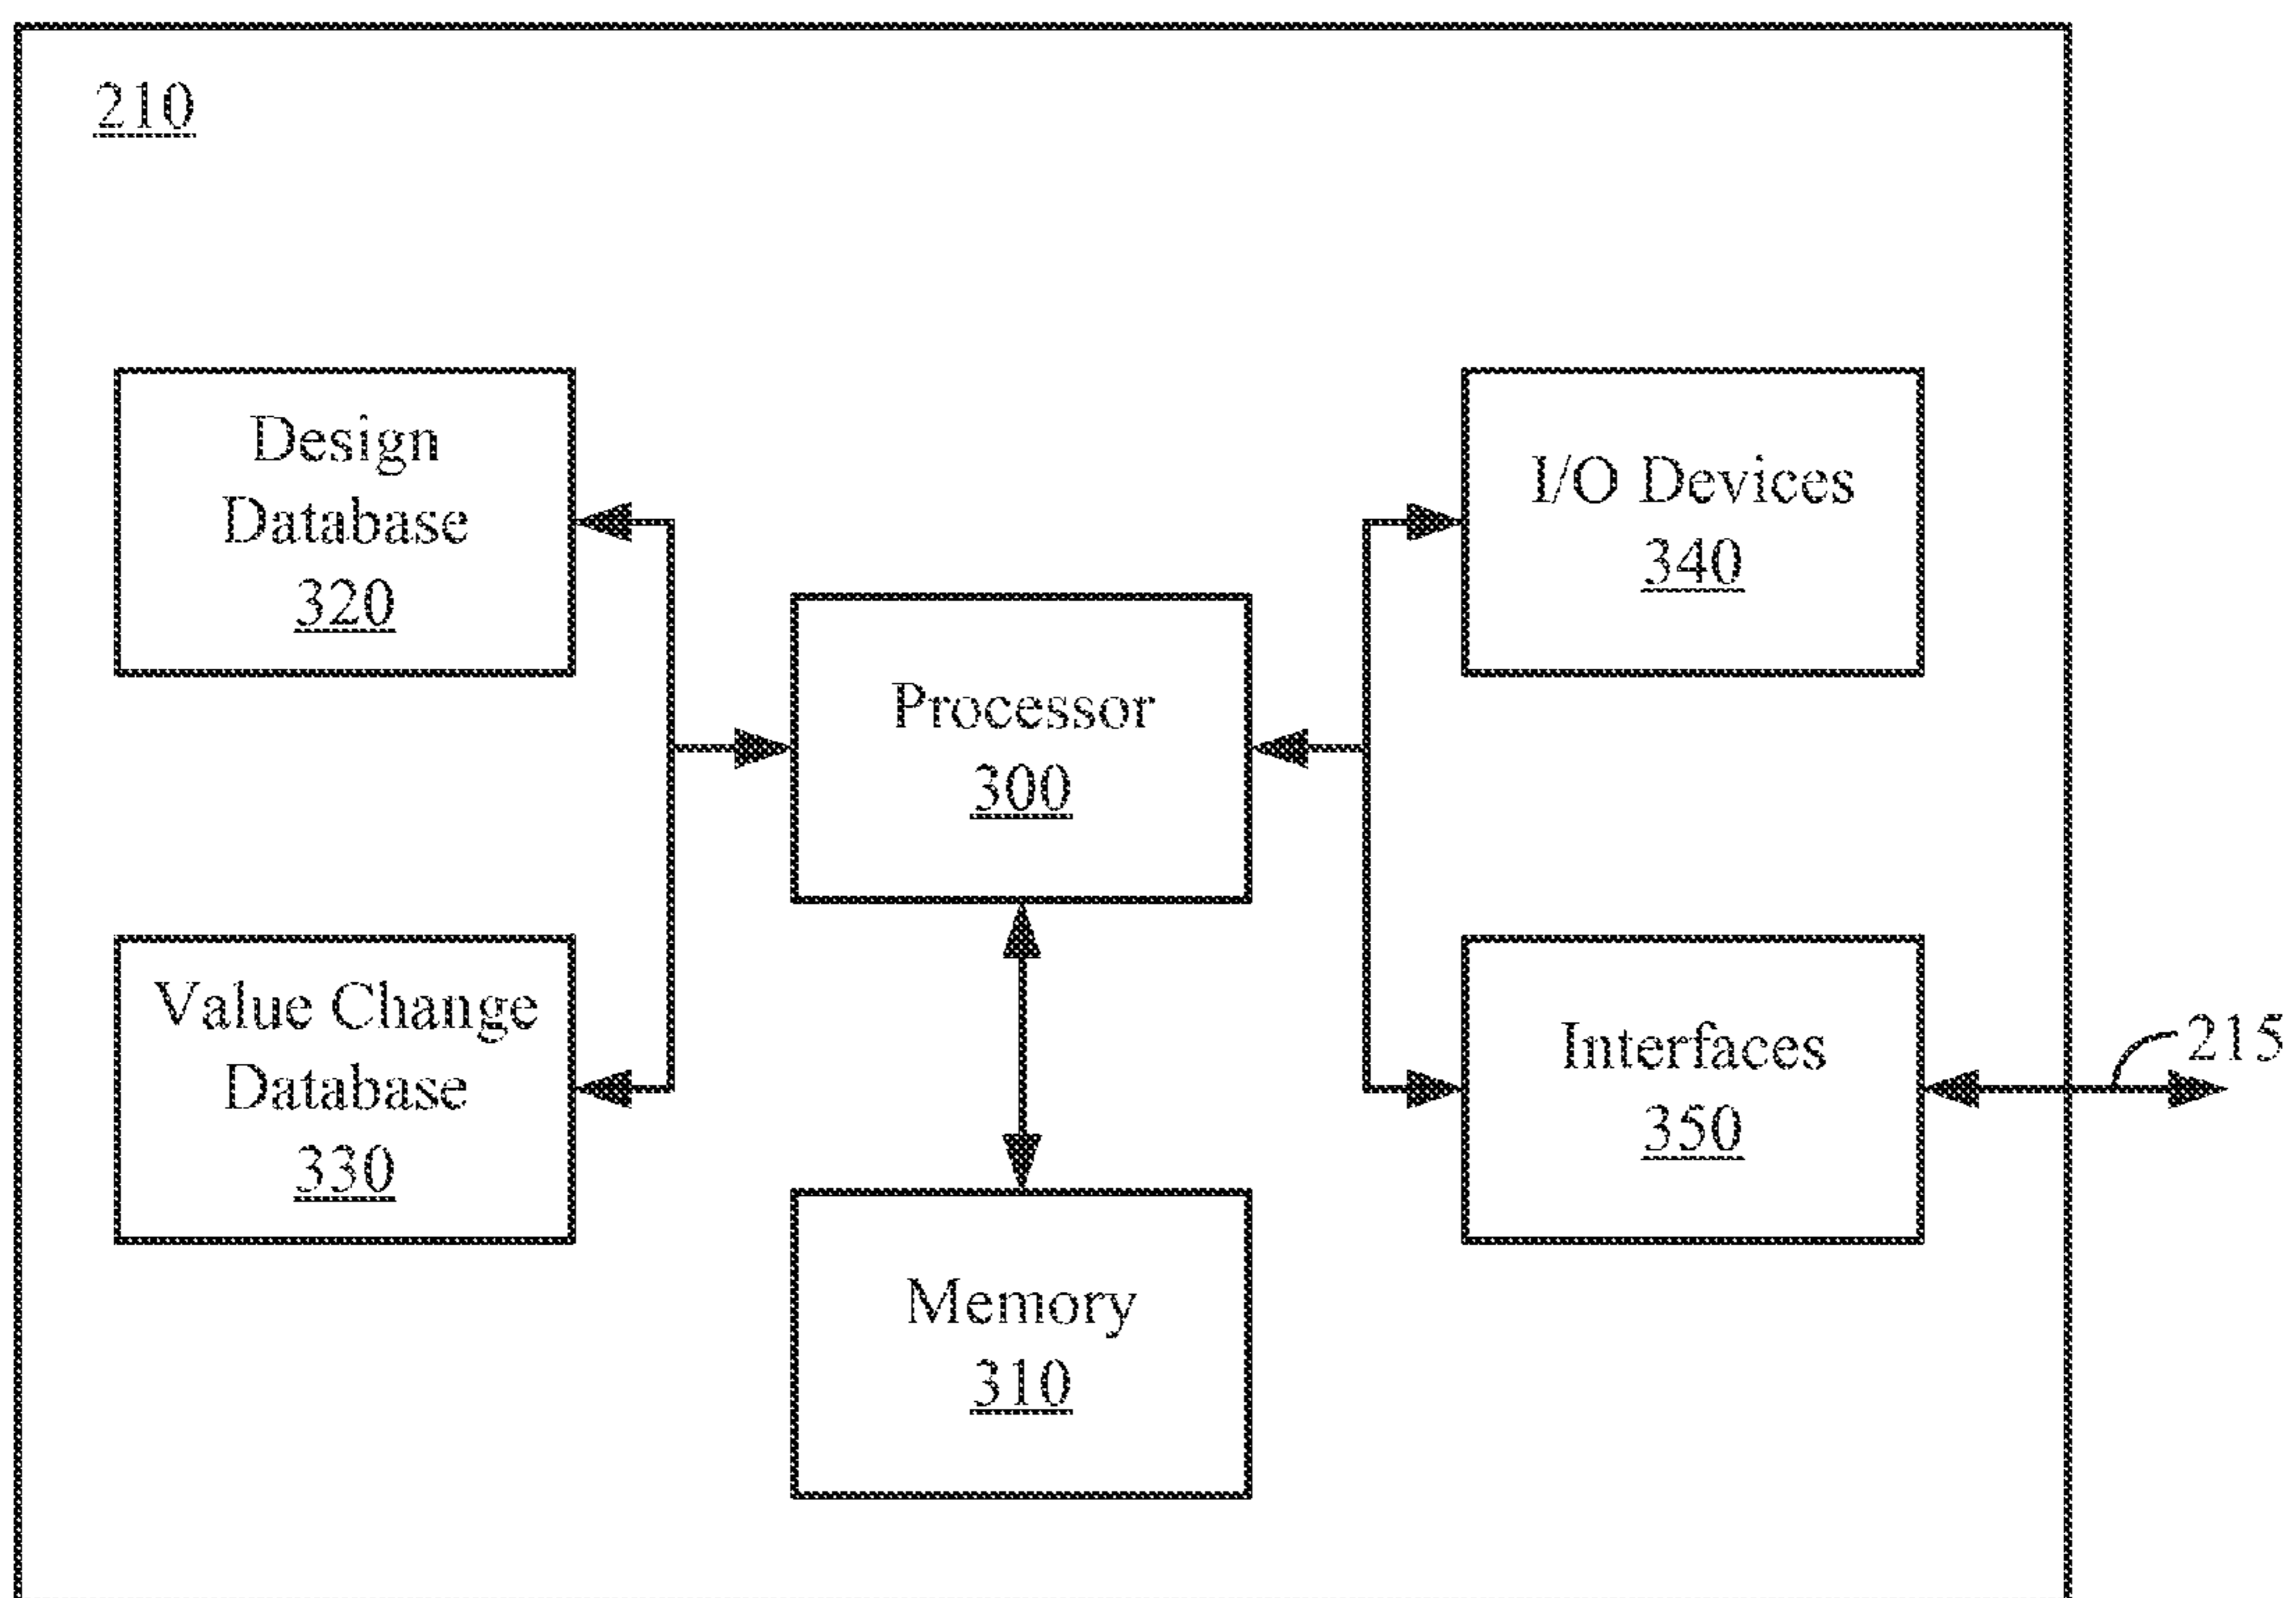 210
Design
Database
320
I/O Devices
340
Processor
300
Value Change
Database
330
Interfaces
350
215
Memory
310